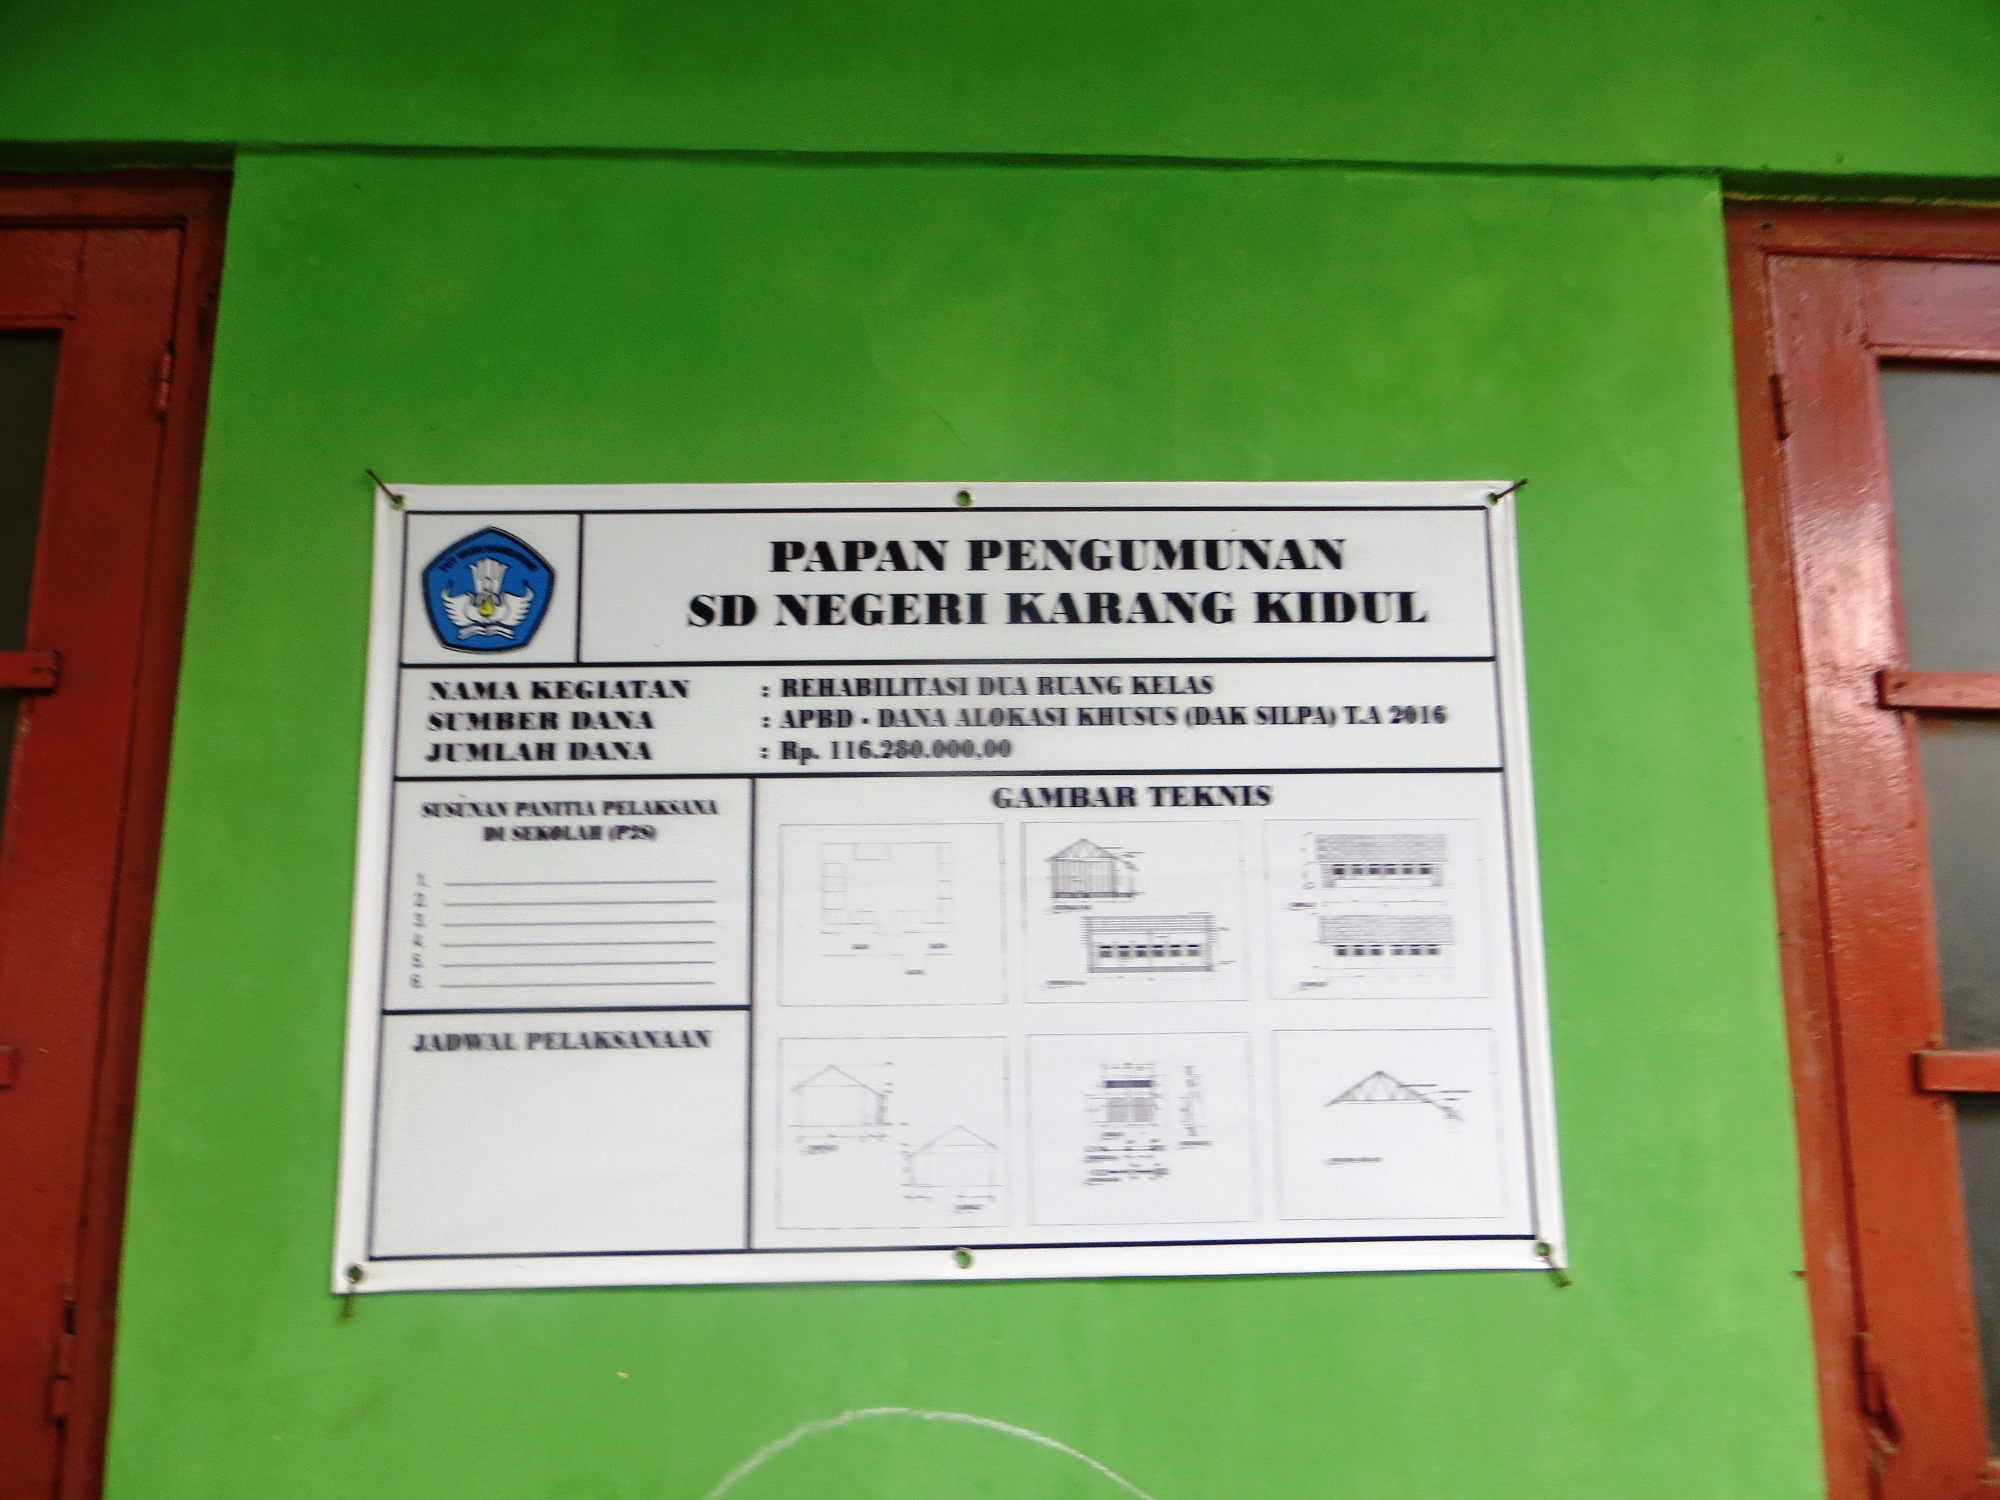 PAPAN PENGUMUNAN
SD NEGERI KARANG KIDUL
NAMA KEGIATAN : REHABILITASI DUA RUANG KELAS
SUMBER DANA : APBD - DANA ALOKASI KHUSUS (DAK SILPA) T.A 2016
JUMLAH DANA : Rp. 116.280.000,00
SUSUNAN PANITIA PELAKSANA
DI SEKOLAH (P2S)
1.
2.
3.
4.
5.
6.
JADWAL PELAKSANAAN
GAMBAR TEKNIS